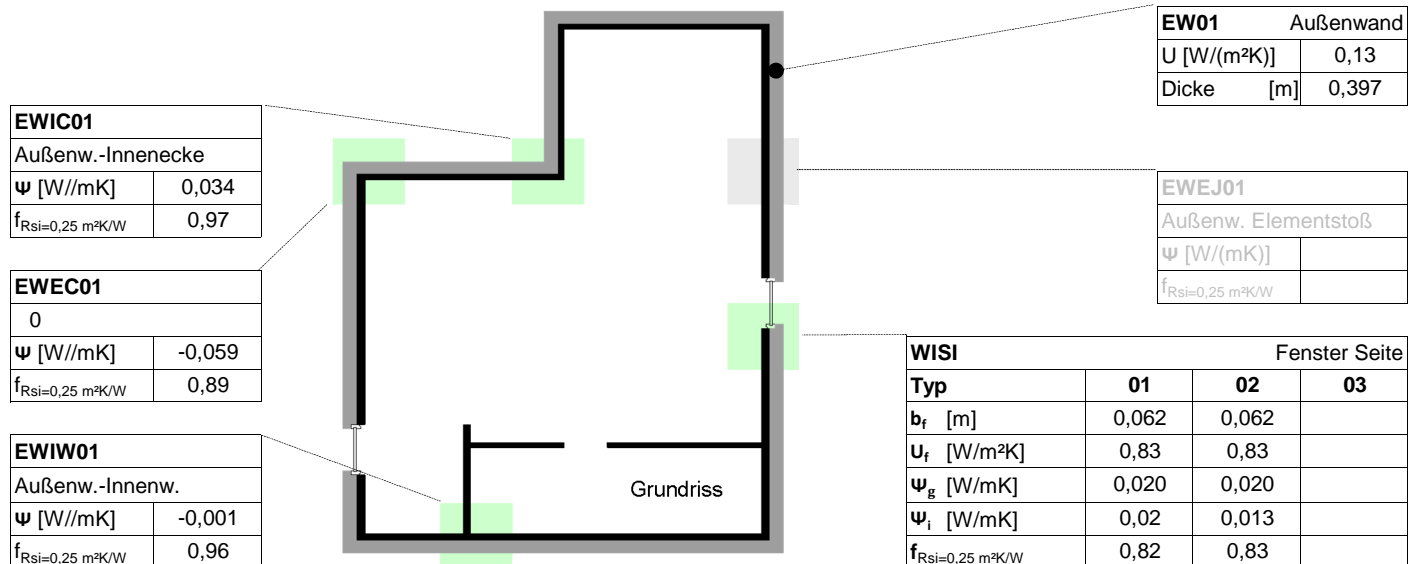 EW01 Außenwand
U [W/(m²K)] 0,13
Dicke [m] 0,397
EWIC01
Außenw.-Innenecke
Ψ [W//mK] 0,034
fRsi=0,25 m²K/W 0,97
EWEJ01
Außenw. Elementstoß
Ψ [W/(mK)]
fRsi=0,25 m²K/W
EWEC01
0
Ψ [W//mK] -0,059
fRsi=0,25 m²K/W 0,89
WISI Fenster Seite
Typ 01 02 03
bf [m] 0,062 0,062
Uf [W/m²K] 0,83 0,83
Ψg [W/mK] 0,020 0,020
Ψi [W/mK] 0,02 0,013
fRsi=0,25 m²K/W 0,82 0,83
EWIW01
Außenw.-Innenw.
Ψ [W//mK] -0,001
fRsi=0,25 m²K/W 0,96
Grundriss